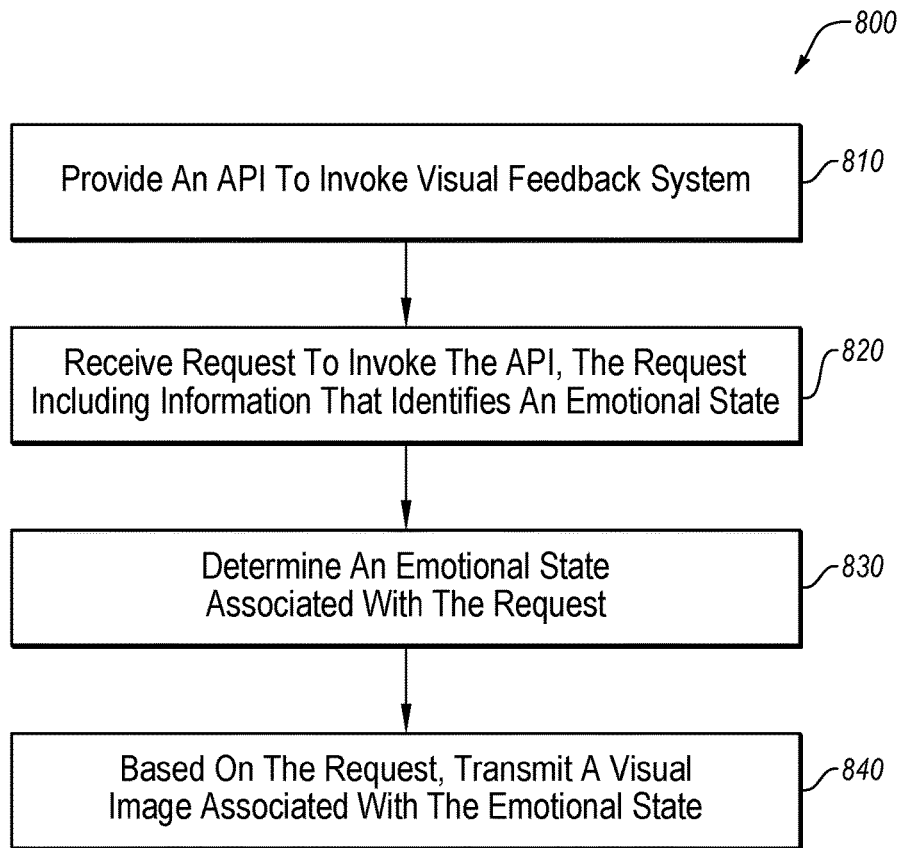 800
Provide An API To Invoke Visual Feedback System
810
Receive Request To Invoke The API, The Request
Including Information That Identifies An Emotional State
820
Determine An Emotional State
Associated With The Request
830
Based On The Request, Transmit A Visual
Image Associated With The Emotional State
840